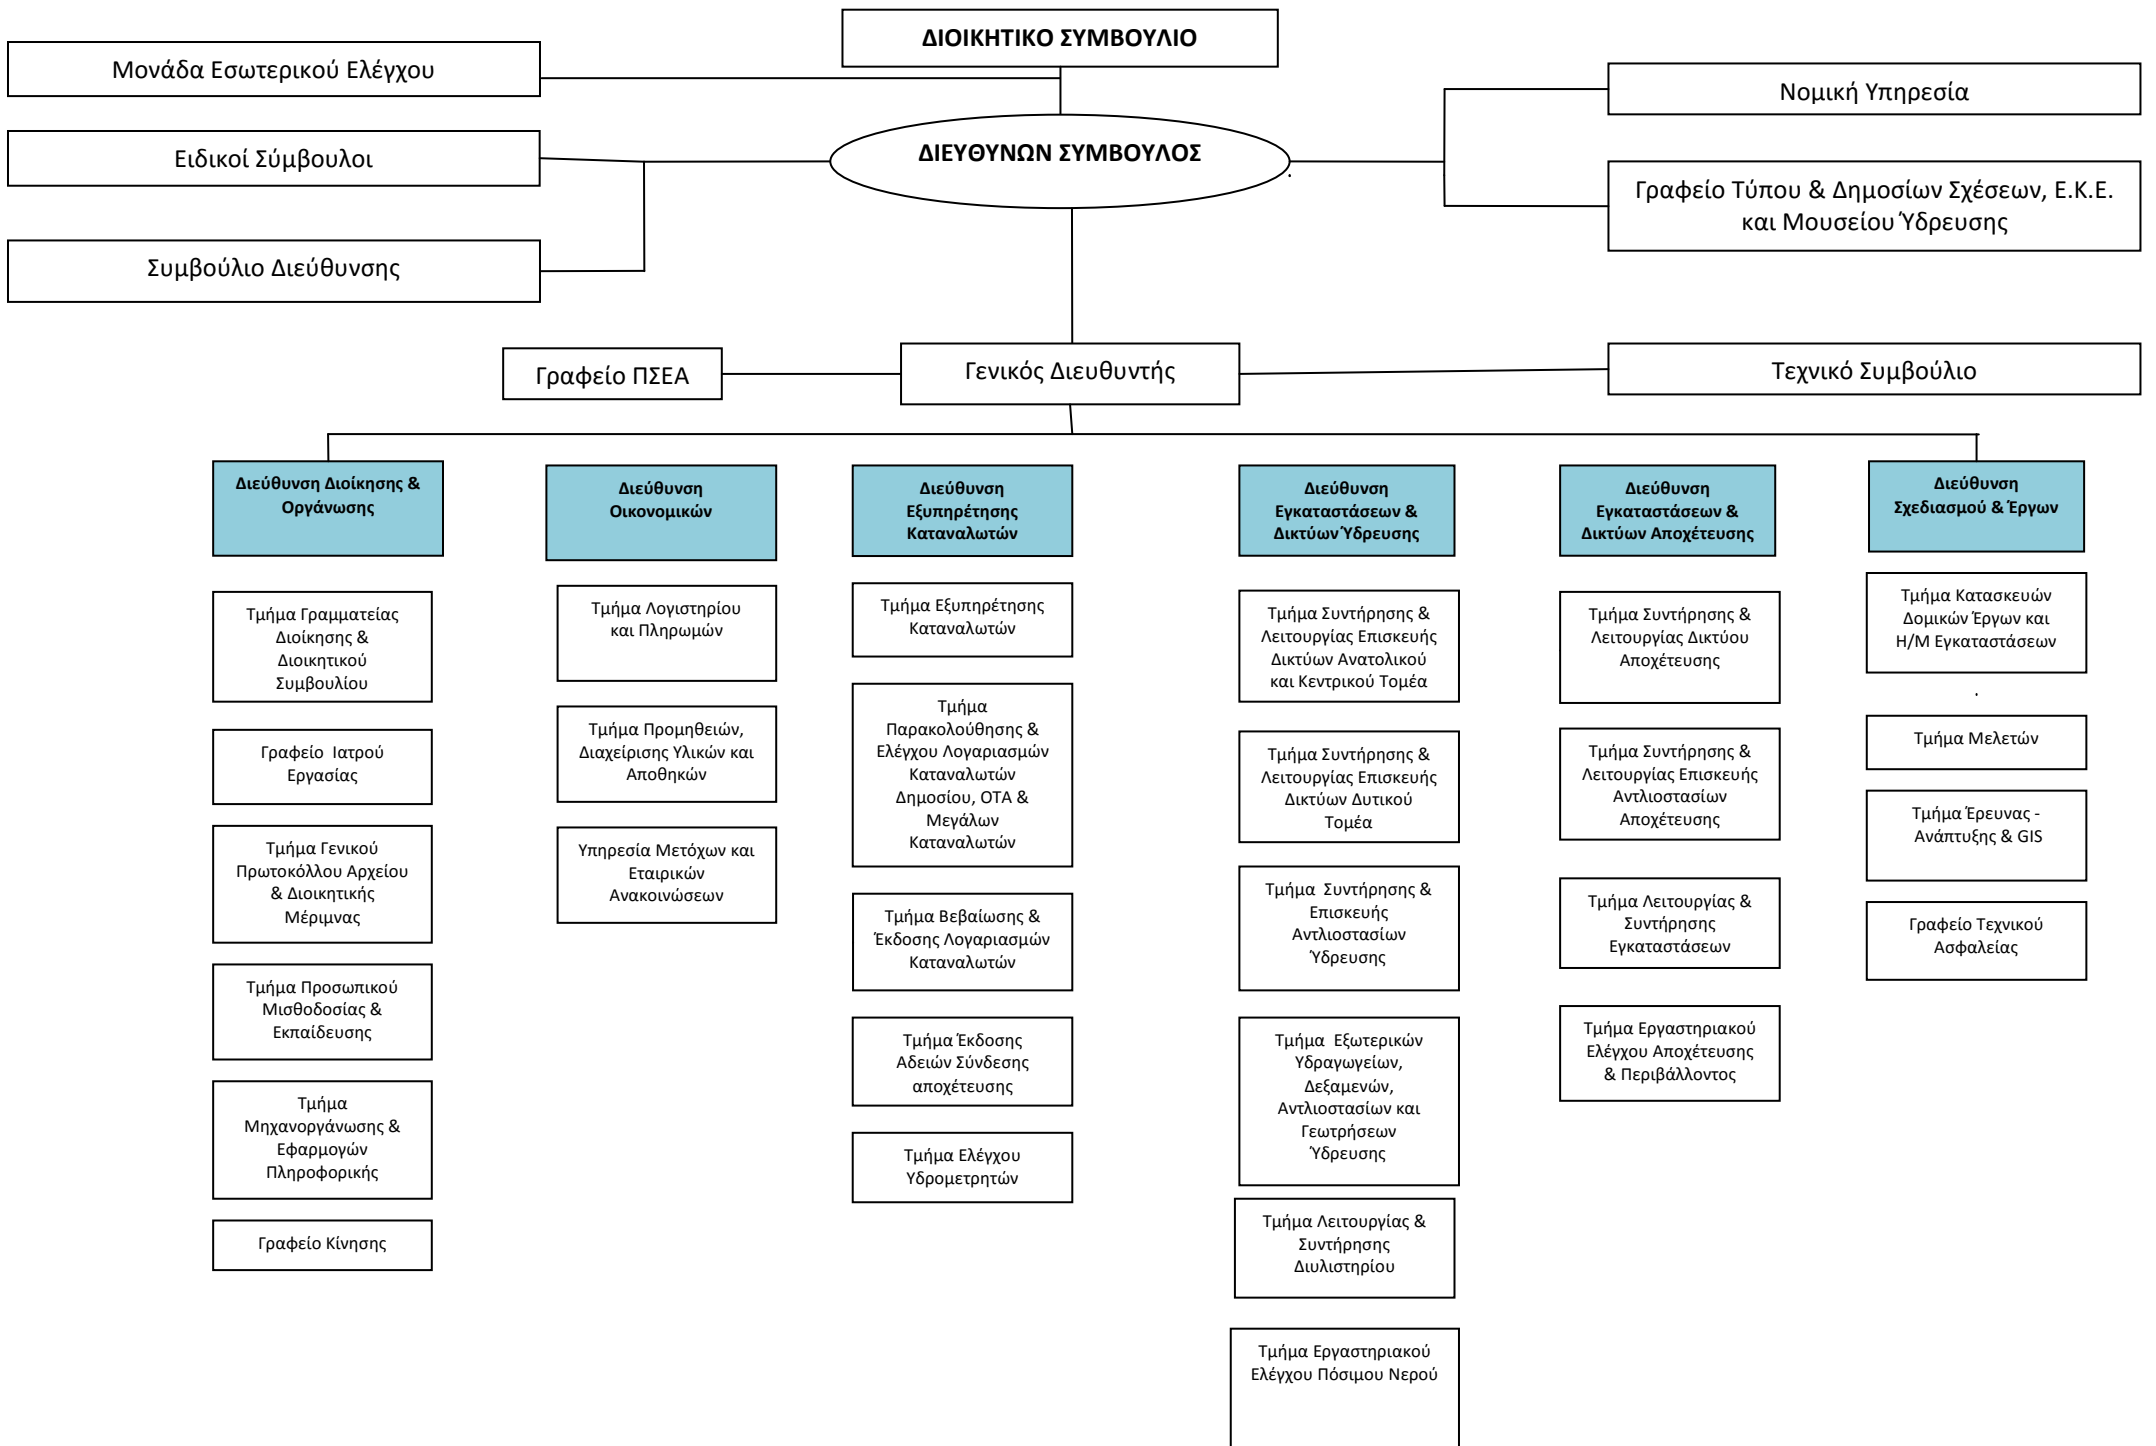 ΔΙΟΙΚΗΤΙΚΟ ΣΥΜΒΟΥΛΙΟ
Μονάδα Εσωτερικού Ελέγχου
Νομική Υπηρεσία
Ειδικοί Σύμβουλοι
ΔΙΕΥΘΥΝΩΝ ΣΥΜΒΟΥΛΟΣ
.
Γραφείο Τύπου & Δημοσίων Σχέσεων, Ε.Κ.Ε.
και Μουσείου Ύδρευσης
Συμβούλιο Διεύθυνσης
Γραφείο ΠΣΕΑ
Γενικός Διευθυντής
Τεχνικό Συμβούλιο
Διεύθυνση Διοίκησης &
Οργάνωσης
Τμήμα Γραμματείας
Διοίκησης &
Διοικητικού
Συμβουλίου
Γραφείο Ιατρού
Εργασίας
Τμήμα Γενικού
Πρωτοκόλλου Αρχείου
& Διοικητικής
Μέριμνας
Τμήμα Προσωπικού
Μισθοδοσίας &
Εκπαίδευσης
Τμήμα
Μηχανοργάνωσης &
Εφαρμογών
Πληροφορικής
Γραφείο Κίνησης
Διεύθυνση
Οικονομικών
Τμήμα Λογιστηρίου
και Πληρωμών
Τμήμα Προμηθειών,
Διαχείρισης Υλικών και
Αποθηκών
Υπηρεσία Μετόχων και
Εταιρικών
Ανακοινώσεων
Διεύθυνση
Εξυπηρέτησης
Καταναλωτών
Τμήμα Εξυπηρέτησης
Καταναλωτών
Τμήμα
Παρακολούθησης &
Ελέγχου Λογαριασμών
Καταναλωτών
Δημοσίου, ΟΤΑ &
Μεγάλων
Καταναλωτών
Τμήμα Βεβαίωσης &
Έκδοσης Λογαριασμών
Καταναλωτών
Τμήμα Έκδοσης
Αδειών Σύνδεσης
αποχέτευσης
Τμήμα Ελέγχου
Υδρομετρητών
Διεύθυνση
Εγκαταστάσεων &
Δικτύων Ύδρευσης
Τμήμα Συντήρησης &
Λειτουργίας Επισκευής
Δικτύων Ανατολικού
και Κεντρικού Τομέα
Τμήμα Συντήρησης &
Λειτουργίας Επισκευής
Δικτύων Δυτικού
Τομέα
Τμήμα Συντήρησης &
Επισκευής
Αντλιοστασίων
Ύδρευσης
Τμήμα Εξωτερικών
Υδραγωγείων,
Δεξαμενών,
Αντλιοστασίων και
Γεωτρήσεων
Ύδρευσης
Τμήμα Λειτουργίας &
Συντήρησης
Διυλιστηρίου
Τμήμα Εργαστηριακού
Ελέγχου Πόσιμου Νερού
Διεύθυνση
Εγκαταστάσεων &
Δικτύων Αποχέτευσης
Τμήμα Συντήρησης &
Λειτουργίας Δικτύου
Αποχέτευσης
Τμήμα Συντήρησης &
Λειτουργίας Επισκευής
Αντλιοστασίων
Αποχέτευσης
Τμήμα Λειτουργίας &
Συντήρησης
Εγκαταστάσεων
Τμήμα Εργαστηριακού
Ελέγχου Αποχέτευσης
& Περιβάλλοντος
Διεύθυνση
Σχεδιασμού & Έργων
Τμήμα Κατασκευών
Δομικών Έργων και
Η/Μ Εγκαταστάσεων
.
Τμήμα Μελετών
Τμήμα Έρευνας -
Ανάπτυξης & GIS
Γραφείο Τεχνικού
Ασφαλείας